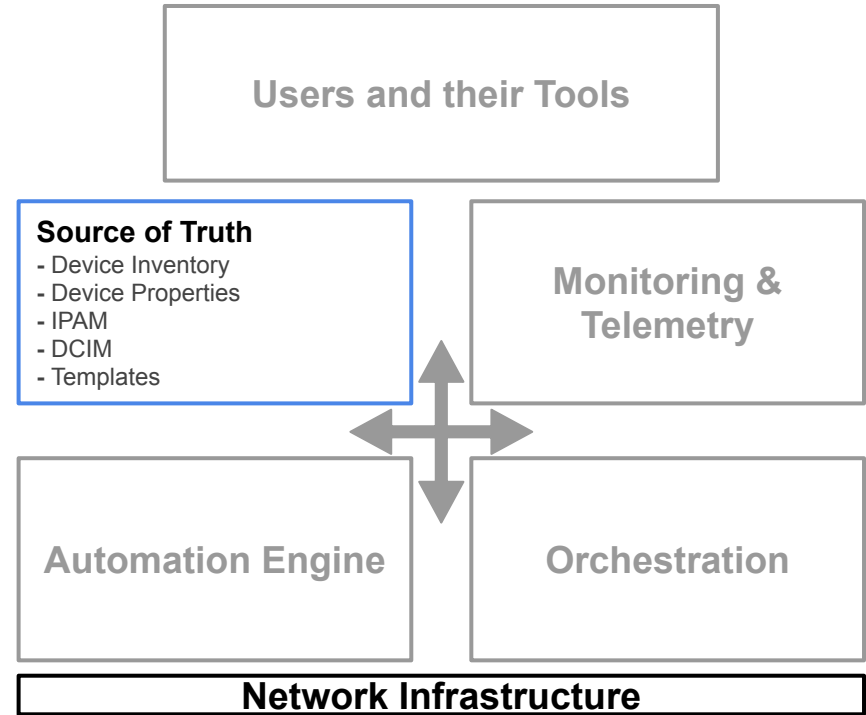 Users and their Tools
Source of Truth
- Device Inventory
- Device Properties
- IPAM
- DCIM
- Templates
Monitoring &
Telemetry
Automation Engine
Orchestration
Network Infrastructure